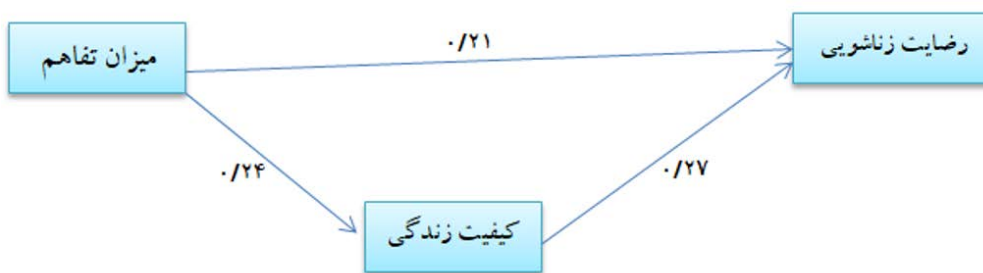 رضایت زناشویی
۰/۲۱
میزان تفاهم
۰/۲۴
۰/۲۷
کیفیت زندگی